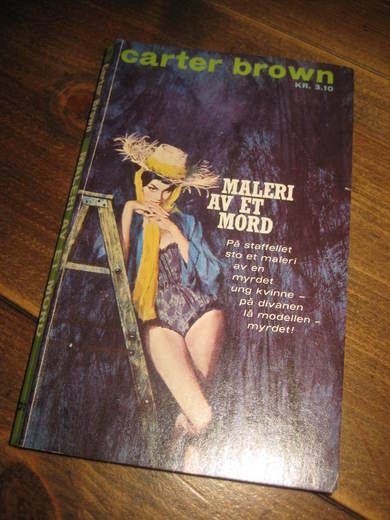 carter brown
KR. 3.10
MALERI
AV ET
MORD
På staffeliet
sto et maleri
av en
myrdet
ung kvinne –
på divanen
lå modellen –
myrdet!